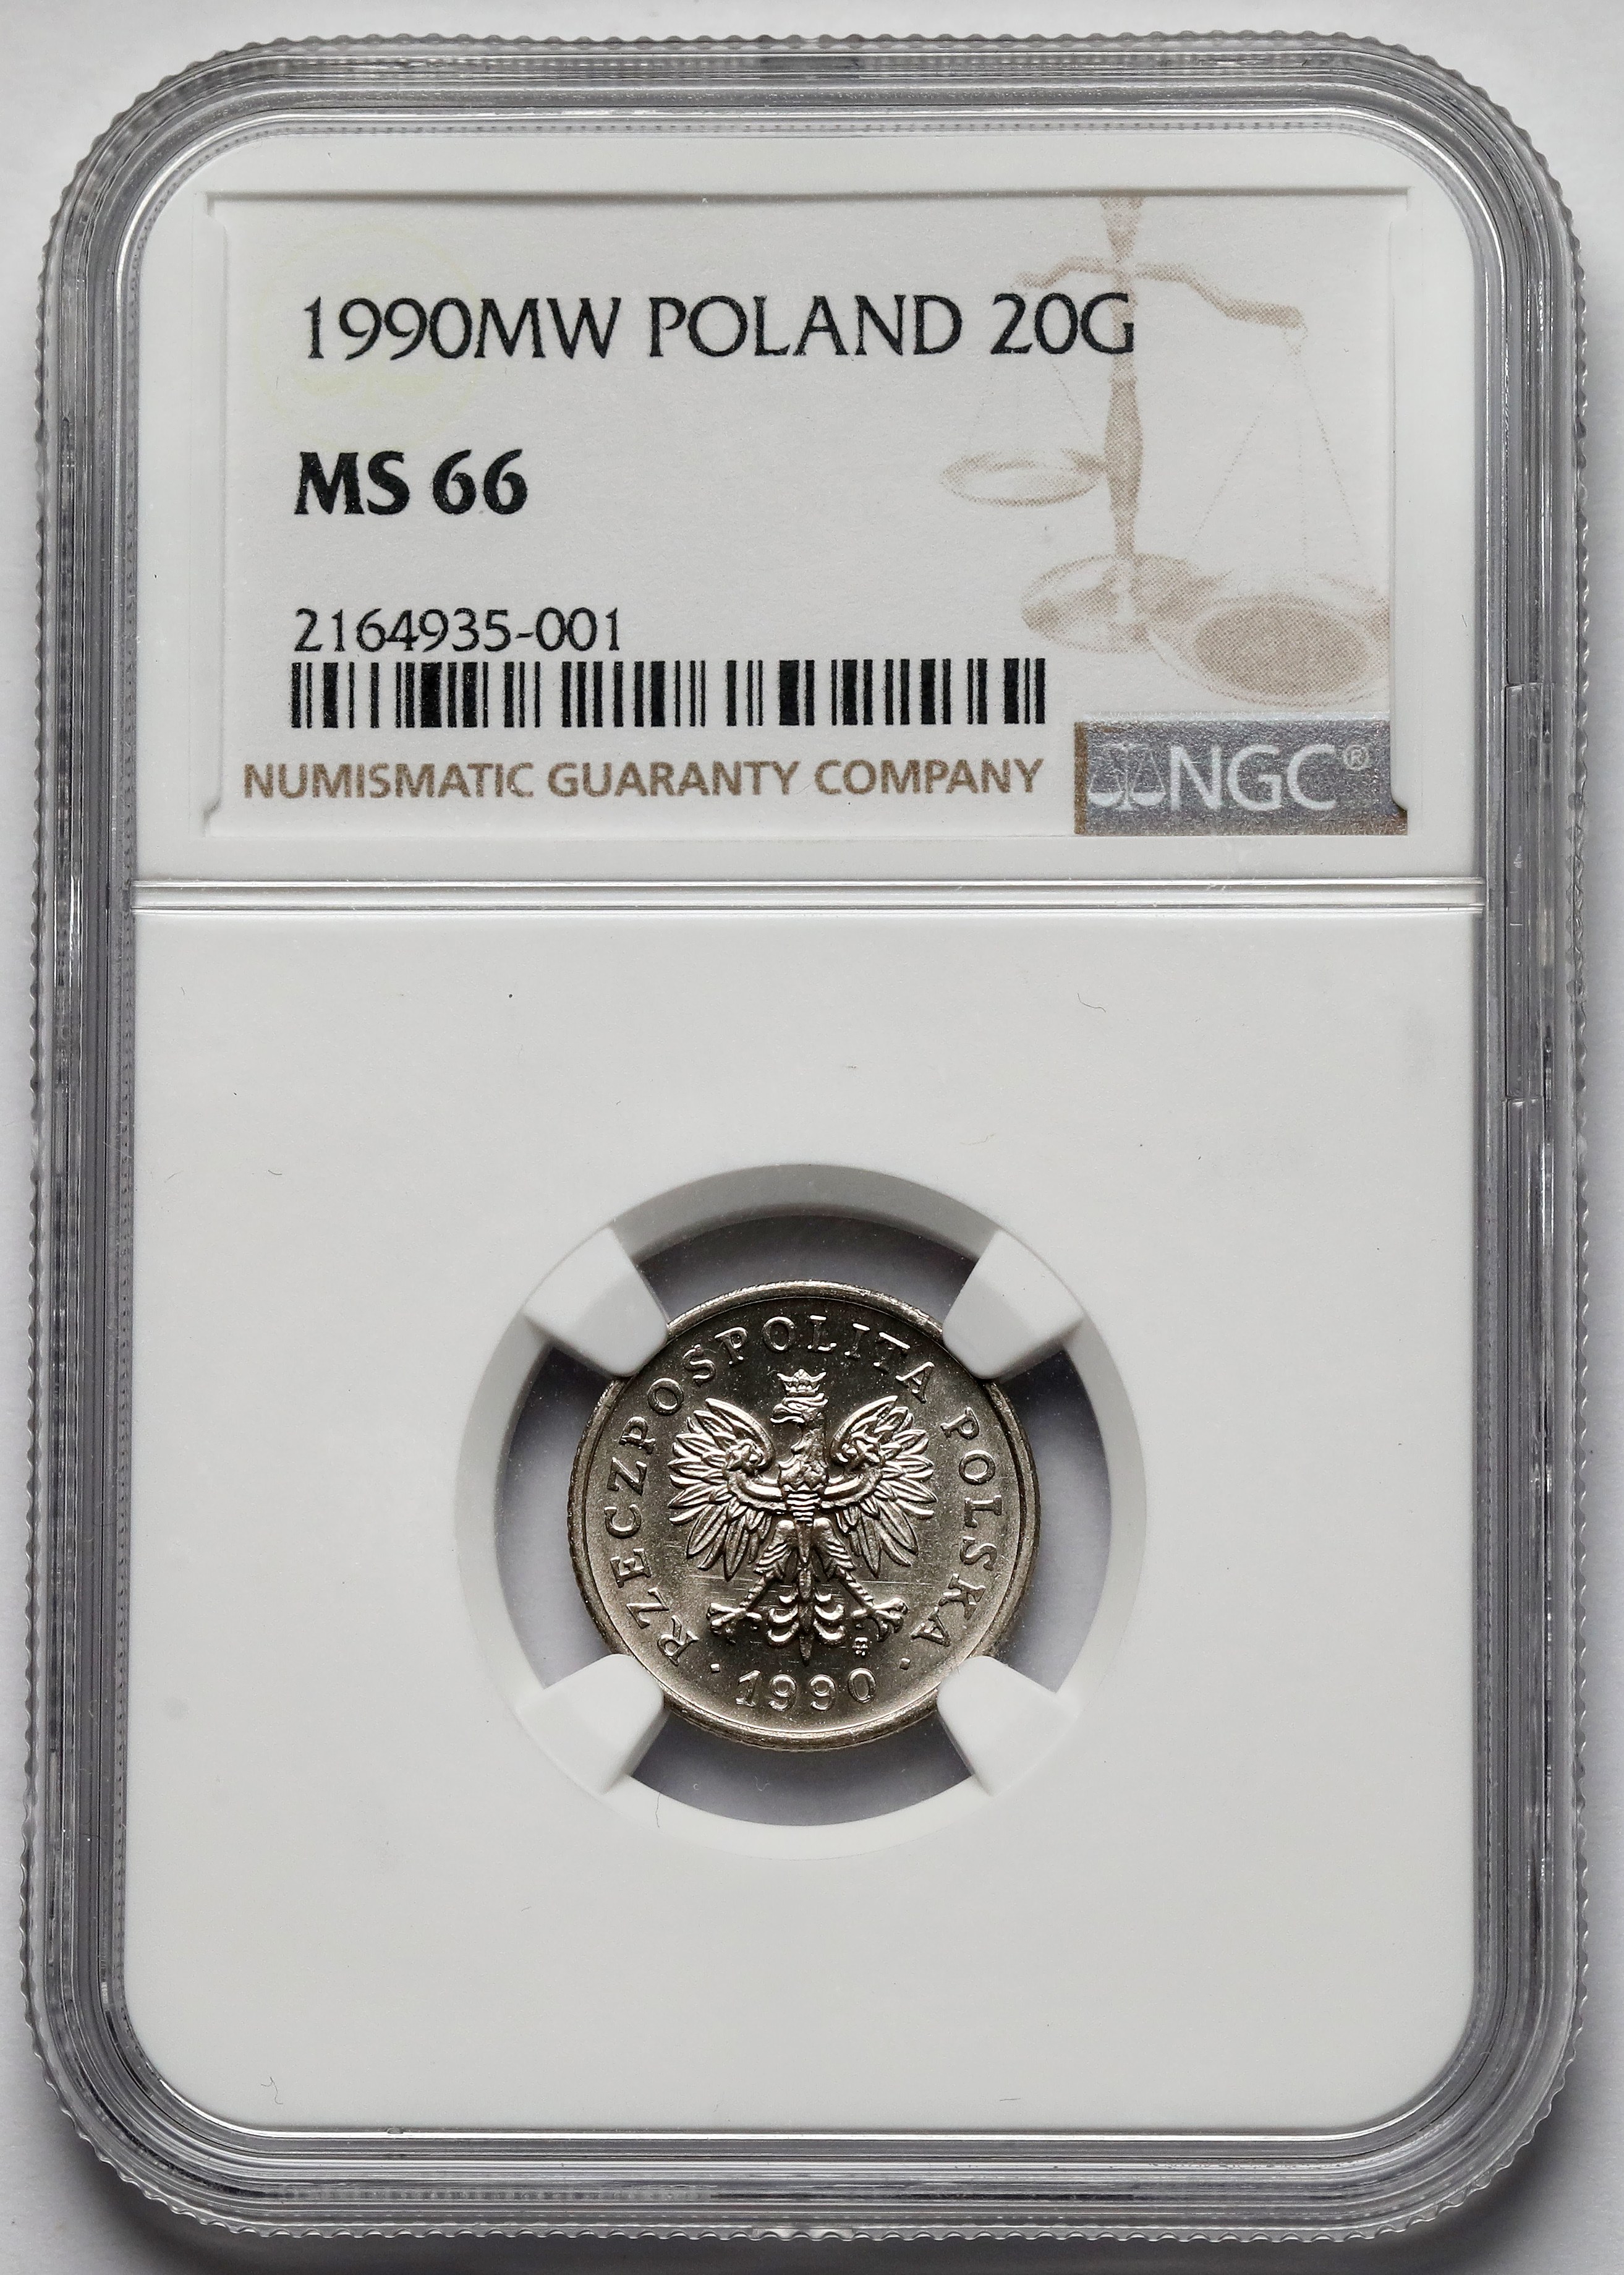 1990MW POLAND 20G
MS 66
2164935-001
NUMISMATIC GUARANTY COMPANY
NGC®
RZECZPOSPOLITA POLSKA
· 1990 ·